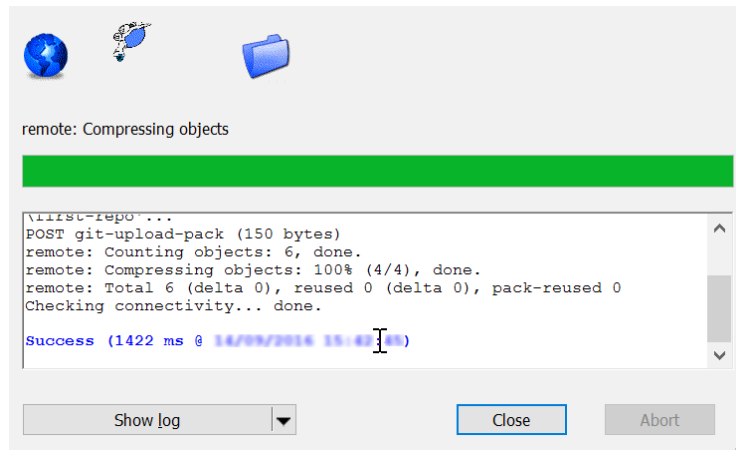 remote: Compressing objects
\first-repo'...
POST git-upload-pack (150 bytes)
remote: Counting objects: 6, done.
remote: Compressing objects: 100% (4/4), done.
remote: Total 6 (delta 0), reused 0 (delta 0), pack-reused 0
Checking connectivity... done.
Success (1422 ms @ )
Show log
Close
Abort